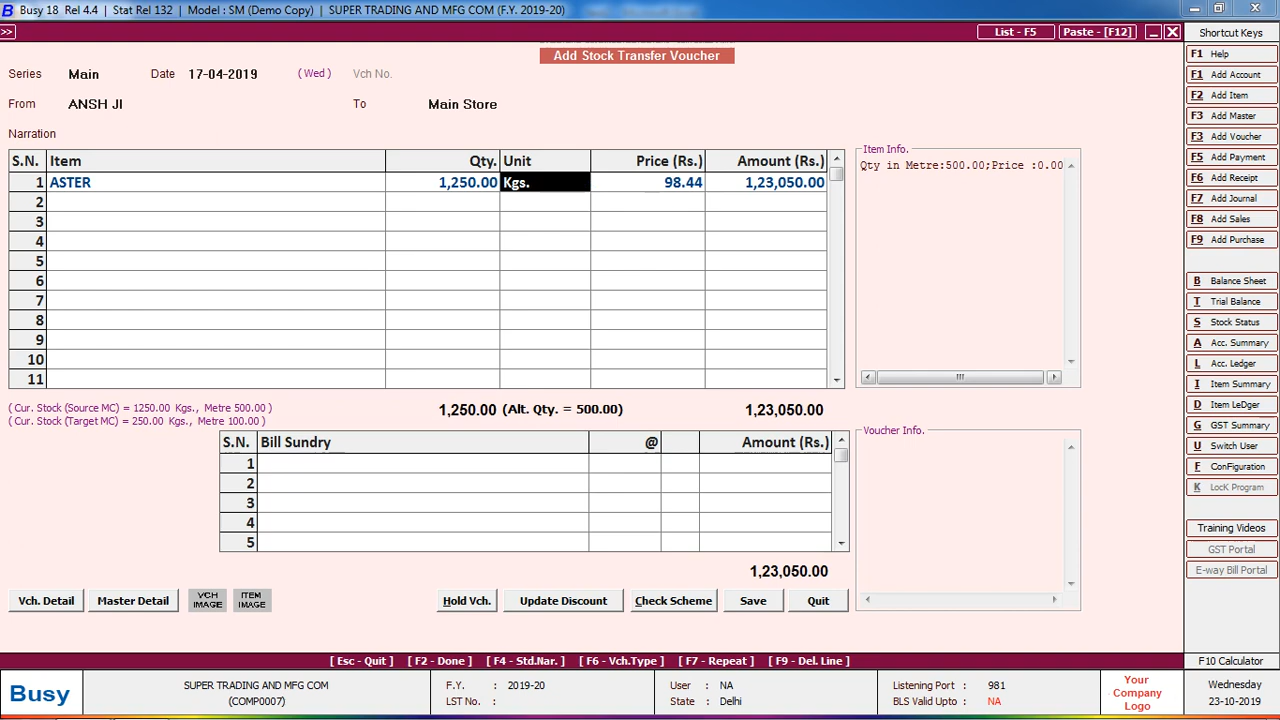 Busy 18 Rel 4.4 | Stat Rel 132 | Model : SM (Demo Copy) | SUPER TRADING AND MFG COM (F.Y. 2019-20)
>> List - F5 Paste - [F12]
Add Stock Transfer Voucher
Series Main Date 17-04-2019 ( Wed ) Vch No.
From ANSH JI To Main Store
Narration
S.N. Item Qty. Unit Price (Rs.) Amount (Rs.)
1 ASTER 1,250.00 Kgs. 98.44 1,23,050.00
2
3
4
5
6
7
8
9
10
11
Item Info.
Qty in Metre:500.00;Price :0.00
( Cur. Stock (Source MC) = 1250.00 Kgs., Metre 500.00 )
( Cur. Stock (Target MC) = 250.00 Kgs., Metre 100.00 )
1,250.00 (Alt. Qty. = 500.00) 1,23,050.00
S.N. Bill Sundry @ Amount (Rs.)
1
2
3
4
5
Voucher Info.
1,23,050.00
Vch. Detail Master Detail VCH IMAGE ITEM IMAGE Hold Vch. Update Discount Check Scheme Save Quit
[ Esc - Quit ] [ F2 - Done ] [ F4 - Std.Nar. ] [ F6 - Vch.Type ] [ F7 - Repeat ] [ F9 - Del. Line ]
Shortcut Keys
F1 Help
F1 Add Account
F2 Add Item
F3 Add Master
F3 Add Voucher
F5 Add Payment
F6 Add Receipt
F7 Add Journal
F8 Add Sales
F9 Add Purchase
B Balance Sheet
T Trial Balance
S Stock Status
A Acc. Summary
L Acc. Ledger
I Item Summary
D Item LeDger
G GST Summary
U Switch User
F ConFiguration
K LocK Program
Training Videos
GST Portal
E-way Bill Portal
F10 Calculator
Busy
SUPER TRADING AND MFG COM
(COMP0007)
F.Y. : 2019-20
LST No. :
User : NA
State : Delhi
Listening Port : 981
BLS Valid Upto : NA
Your
Company
Logo
Wednesday
23-10-2019